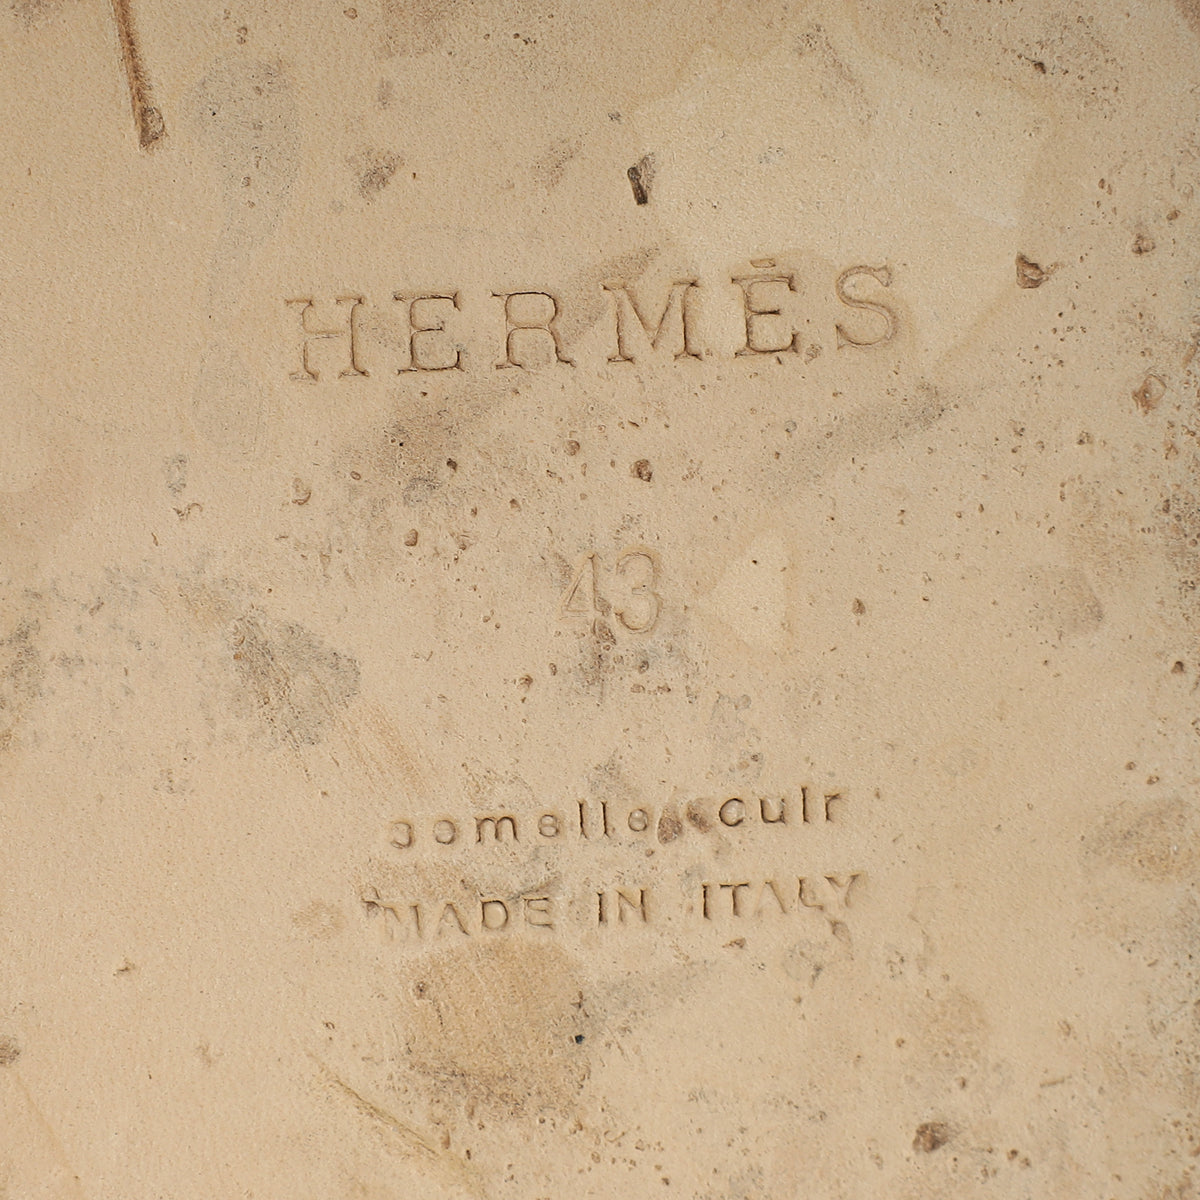 HERMÈS
43
semelle cuir
MADE IN ITALY